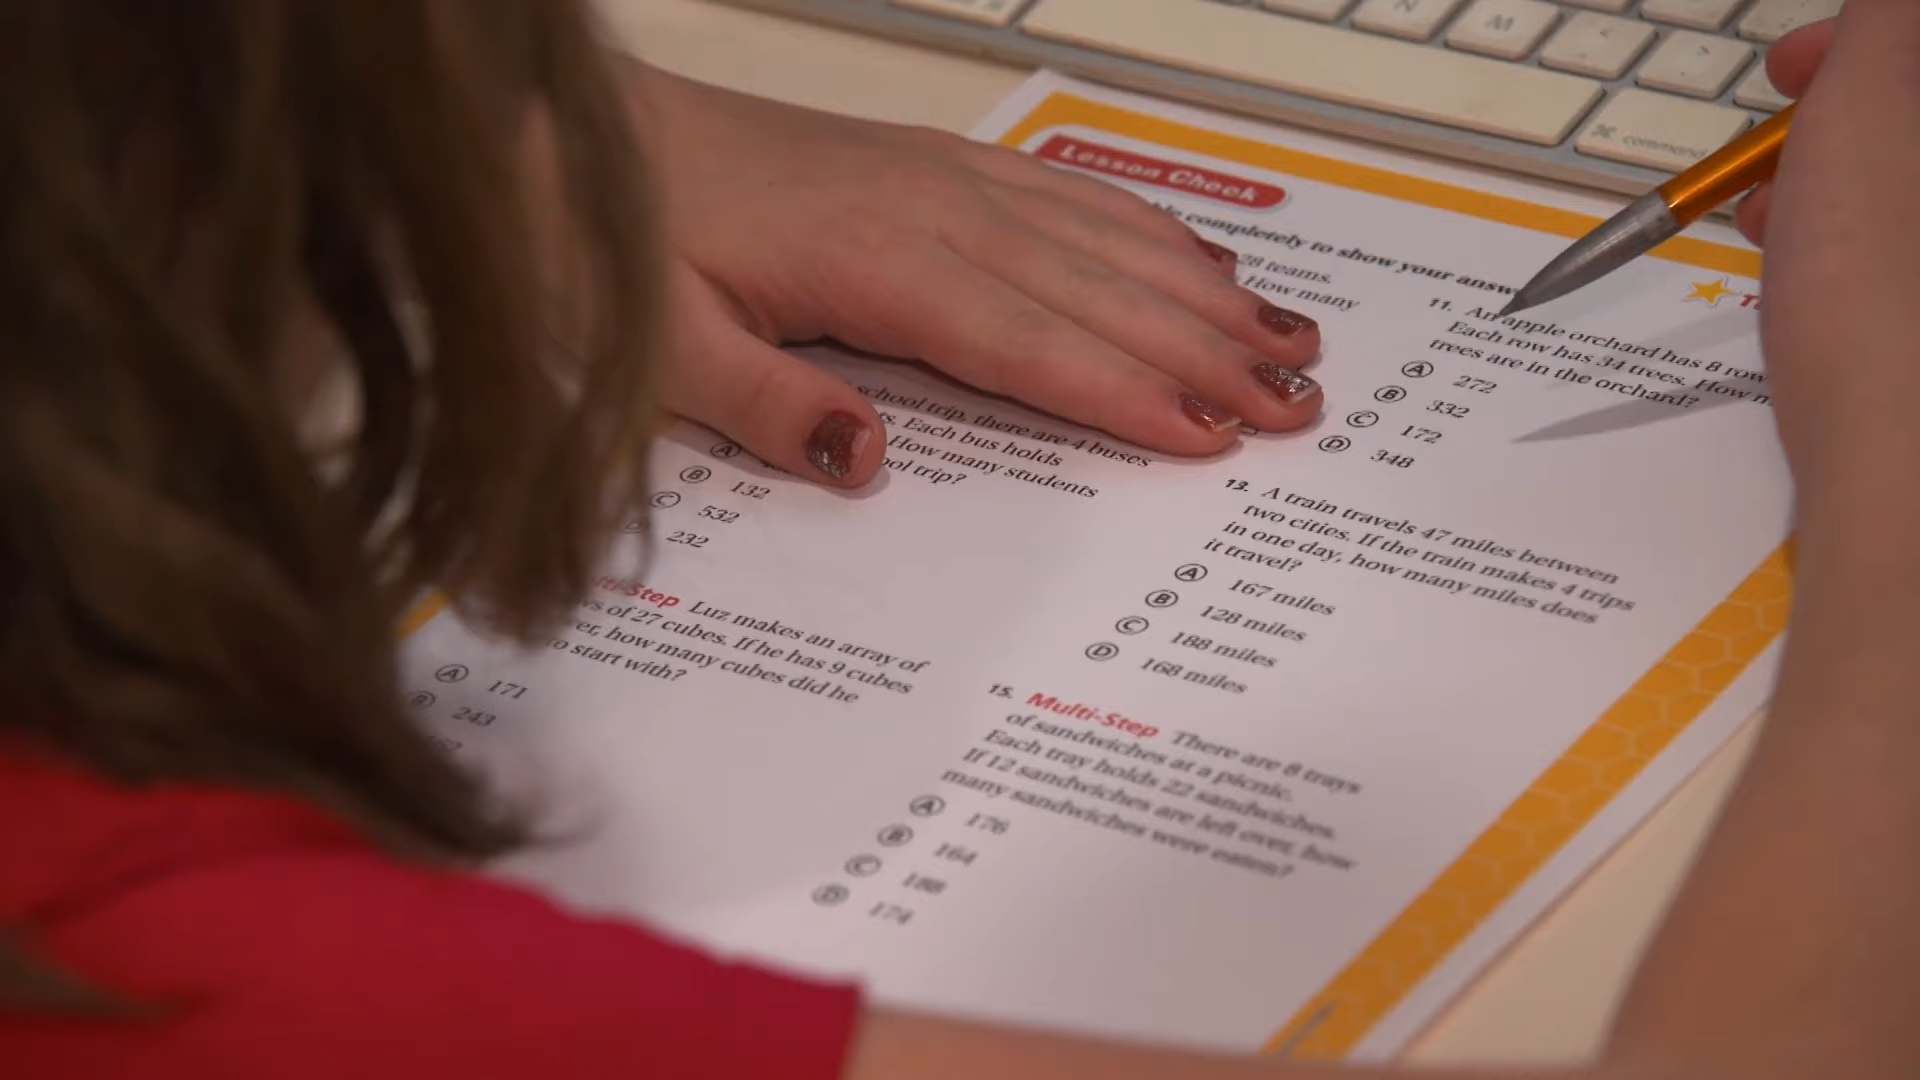 N
M
<
>
⌘ command
Lesson Check
completely to show your answ
28 teams.
How many
11. An apple orchard has 8 row
Each row has 34 trees. How
trees are in the orchard?
A 272
B 332
C 172
D 348
school trip, there are 4 buses
Each bus holds
How many students
trip?
A
B 132
C 532
D 232
13. A train travels 47 miles between
two cities. If the train makes 4 trips
in one day, how many miles does
it travel?
A 167 miles
B 128 miles
C 188 miles
D 168 miles
ti-Step Luz makes an array of
of 27 cubes. If he has 9 cubes
er, how many cubes did he
to start with?
A 171
B 243
15. Multi-Step There are 8 trays
of sandwiches at a picnic.
Each tray holds 22 sandwiches.
If 12 sandwiches are left over, how
many sandwiches were eaten?
A 176
B 164
C 188
D 174